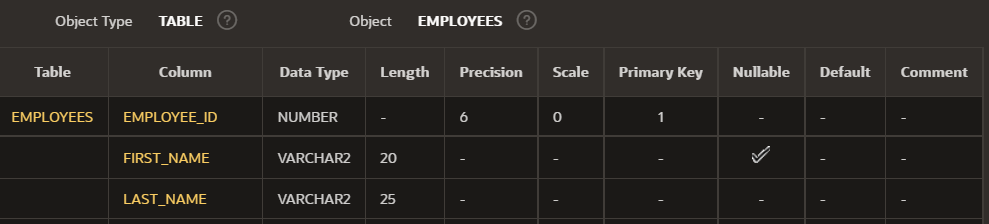 Object Type TABLE ? Object EMPLOYEES ?
Table Column Data Type Length Precision Scale Primary Key Nullable Default Comment
EMPLOYEES EMPLOYEE_ID NUMBER - 6 0 1 - - -
FIRST_NAME VARCHAR2 20 - - - ✓ - -
LAST_NAME VARCHAR2 25 - - - - - -